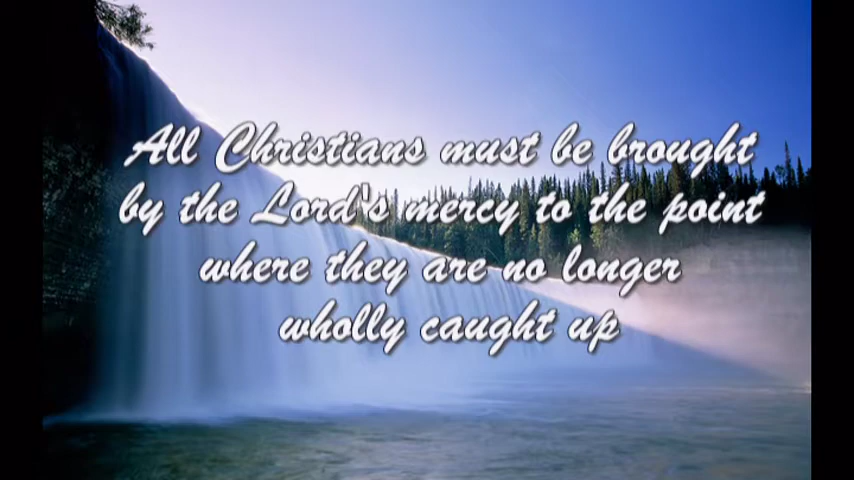 All Christians must be brought
by the Lord's mercy to the point
where they are no longer
wholly caught up